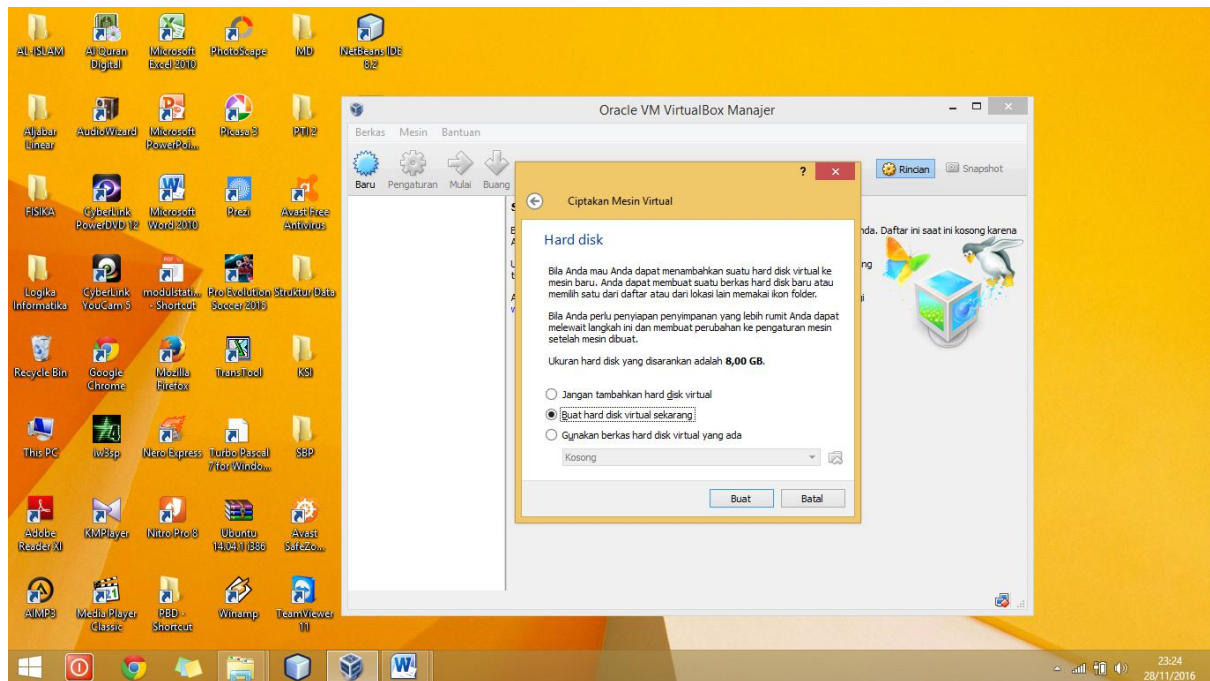 AL-ISLAM
Al Quran
Digital
Microsoft
Excel 2010
PhotoScape
MD
NetBeans IDE
8.2
Aljabar
Linear
AudioWizard
Microsoft
PowerPoi...
Picasa 3
PTI 2
FISIKA
CyberLink
PowerDVD 12
Microsoft
Word 2010
Prezi
Avast Free
Antivirus
Logika
Informatika
CyberLink
YouCam 5
modulstati...
- Shortcut
Pro Evolution
Soccer 2016
Struktur Data
Recycle Bin
Google
Chrome
Mozilla
Firefox
TransTool
KSI
This PC
iw3sp
Nero Express
Turbo Pascal
7 for Windo...
SBP
Adobe
Reader XI
KMPlayer
Nitro Pro 8
Ubuntu
14.04.1 i386
Avast
SafeZo...
AIMP3
Media Player
Classic
PBD -
Shortcut
Winamp
TeamViewer
11
Oracle VM VirtualBox Manajer
Berkas Mesin Bantuan
Baru Pengaturan Mulai Buang
Rincian Snapshot
nda. Daftar ini saat ini kosong karena
ng
? ×
Ciptakan Mesin Virtual
Hard disk
Bila Anda mau Anda dapat menambahkan suatu hard disk virtual ke
mesin baru. Anda dapat membuat suatu berkas hard disk baru atau
memilih satu dari daftar atau dari lokasi lain memakai ikon folder.
Bila Anda perlu penyiapan penyimpanan yang lebih rumit Anda dapat
melewait langkah ini dan membuat perubahan ke pengaturan mesin
setelah mesin dibuat.
Ukuran hard disk yang disarankan adalah 8,00 GB.
Jangan tambahkan hard disk virtual
Buat hard disk virtual sekarang
Gunakan berkas hard disk virtual yang ada
Kosong
Buat Batal
23:24
28/11/2016